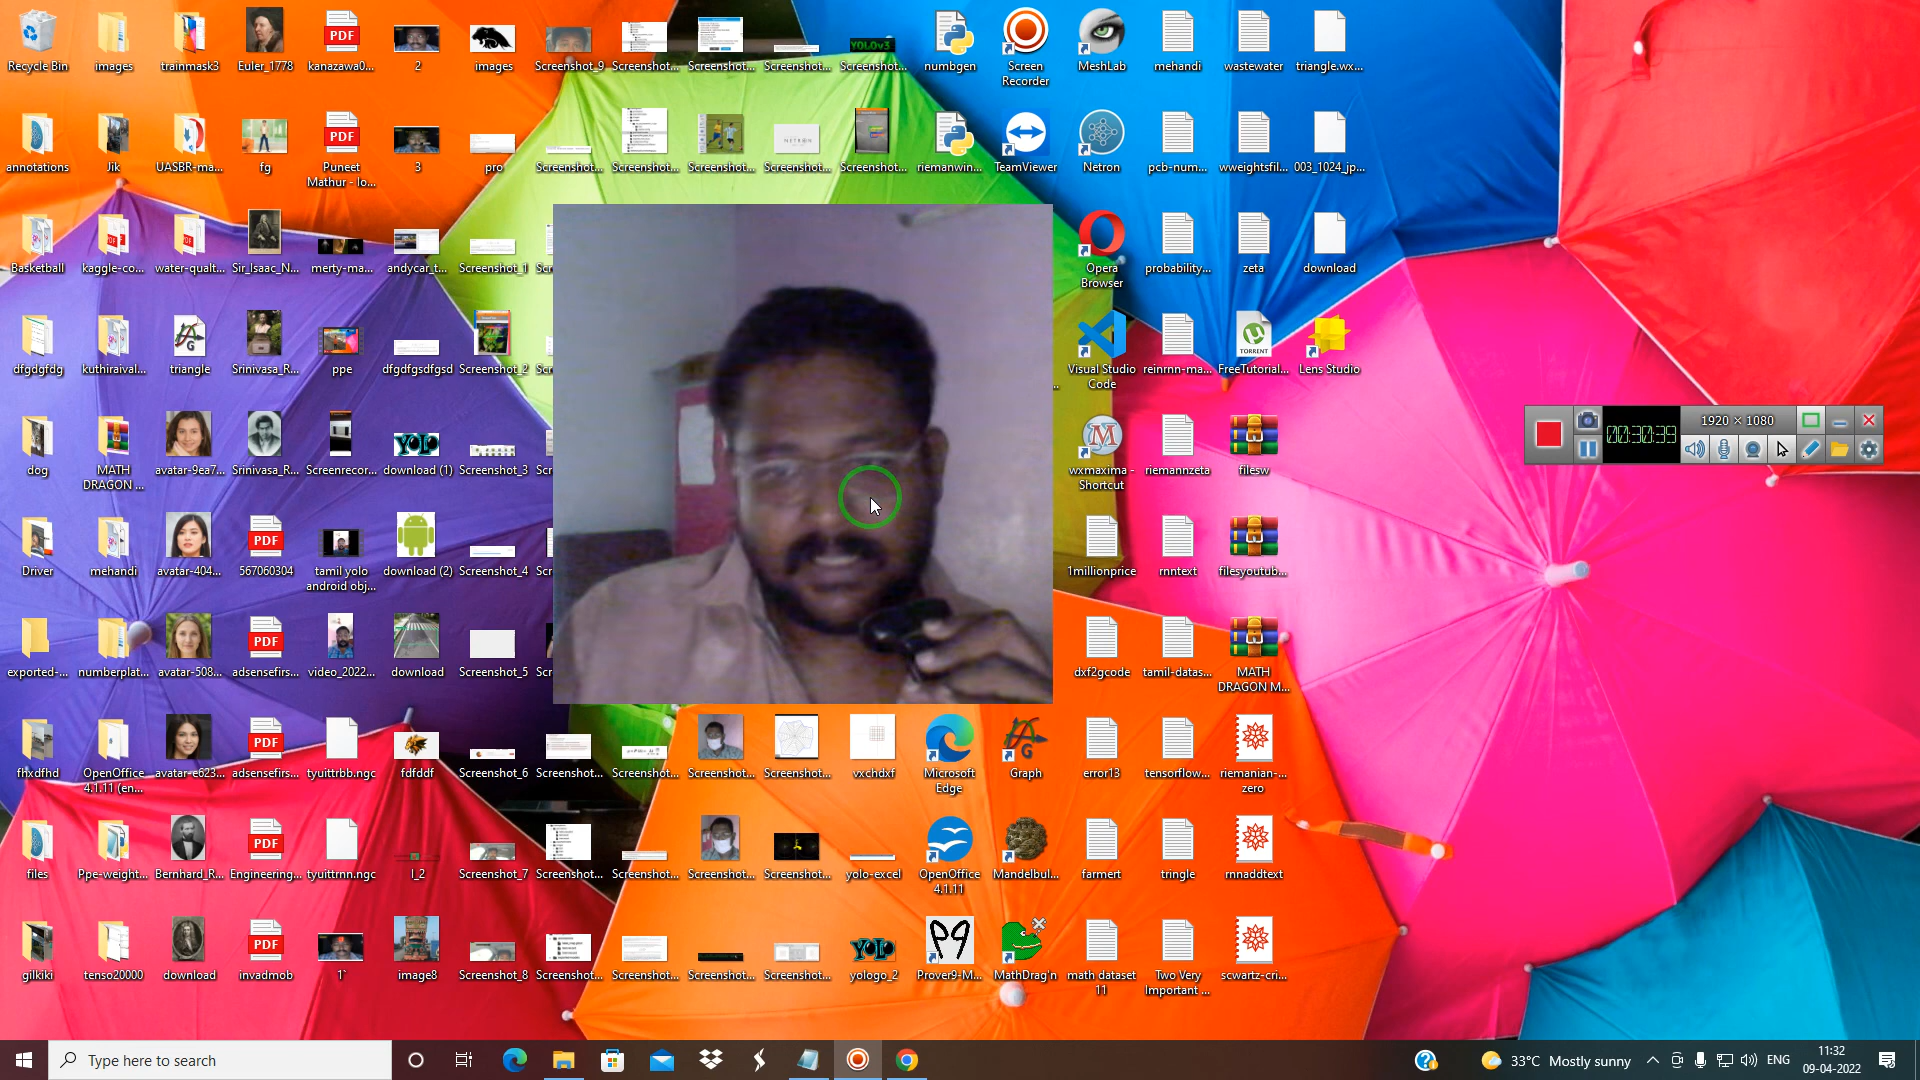 Recycle Bin
images
trainmask3
Euler_1778
kanazawa0...
2
images
Screenshot_9
Screenshot...
Screenshot...
Screenshot...
YOLOv3
Screenshot...
numbgen
Screen
Recorder
MeshLab
mehandi
wastewater
triangle.wx...
annotations
Jik
UASBR-ma...
fg
Puneet
Mathur - lo...
3
pro
Screenshot...
Screenshot...
Screenshot...
Screenshot...
Screenshot...
riemanwin...
TeamViewer
Netron
pcb-num...
wweightsfil...
003_1024_jp...
Basketball
kaggle-co...
water-qualt...
Sir_Isaac_N...
merty-ma...
andycar_t...
Screenshot_1
Opera
Browser
probability...
zeta
download
dfgdgfdg
kuthiraival...
triangle
Srinivasa_R...
ppe
dfgdfgsdfgsd
Screenshot_2
Visual Studio
Code
reinrnn-ma...
TORRENT
FreeTutorial...
Lens Studio
1920 × 1080
00:30:39
dog
MATH
DRAGON ...
avatar-9ea7...
Srinivasa_R...
Screenrecor...
download (1)
Screenshot_3
wxmaxima -
Shortcut
riemannzeta
filesw
Driver
mehandi
avatar-404...
567060304
tamil yolo
android obj...
download (2)
Screenshot_4
1millionprice
rnntext
filesyoutub...
exported-...
numberplat...
avatar-508...
adsensefirs...
video_2022...
download
Screenshot_5
dxf2gcode
tamil-datas...
MATH
DRAGON M...
fhxdfhd
OpenOffice
4.1.11 (en...
avatar-e623...
adsensefirs...
tyuittrbb.ngc
fdfddf
Screenshot_6
Screenshot...
Screenshot...
Screenshot...
Screenshot...
vxchdxf
Microsoft
Edge
Graph
error13
tensorflow...
riemanian-...
zero
files
Ppe-weight...
Bernhard_R...
Engineering...
tyuittrnn.ngc
l_2
Screenshot_7
Screenshot...
Screenshot...
Screenshot...
Screenshot...
yolo-excel
OpenOffice
4.1.11
Mandelbul...
farmert
tringle
rnnaddtext
gilkiki
tenso20000
download
invadmob
1`
image8
Screenshot_8
Screenshot...
Screenshot...
Screenshot...
Screenshot...
yologo_2
Prover9-M...
MathDrag'n
math dataset
11
Two Very
Important ...
scwartz-cri...
Type here to search
33°C Mostly sunny
ENG
11:32
09-04-2022